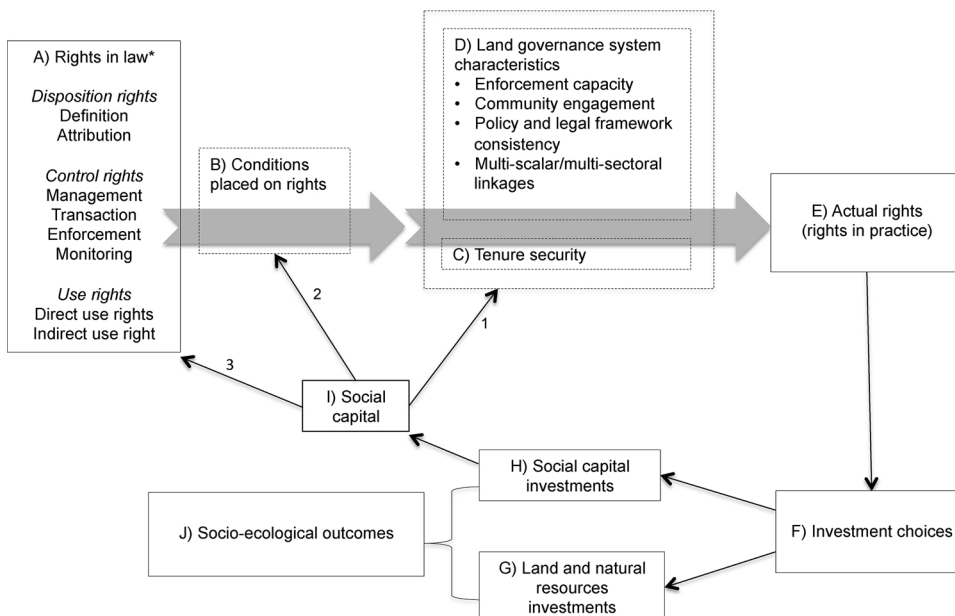 A) Rights in law*
Disposition rights
Definition
Attribution
Control rights
Management
Transaction
Enforcement
Monitoring
Use rights
Direct use rights
Indirect use right
B) Conditions
placed on rights
D) Land governance system
characteristics
• Enforcement capacity
• Community engagement
• Policy and legal framework
consistency
• Multi-scalar/multi-sectoral
linkages
C) Tenure security
E) Actual rights
(rights in practice)
2
1
3
I) Social
capital
H) Social capital
investments
J) Socio-ecological outcomes
F) Investment choices
G) Land and natural
resources
investments